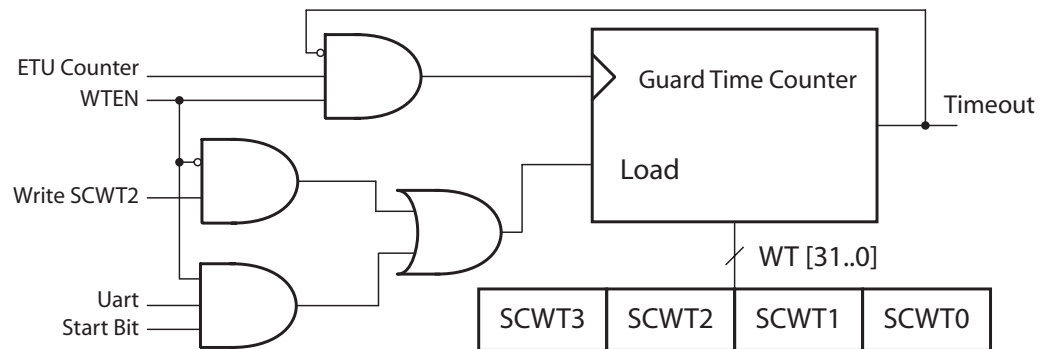 ETU Counter
WTEN
Guard Time Counter
Timeout
Write SCWT2
Load
WT [31..0]
Uart
Start Bit
SCWT3 SCWT2 SCWT1 SCWT0